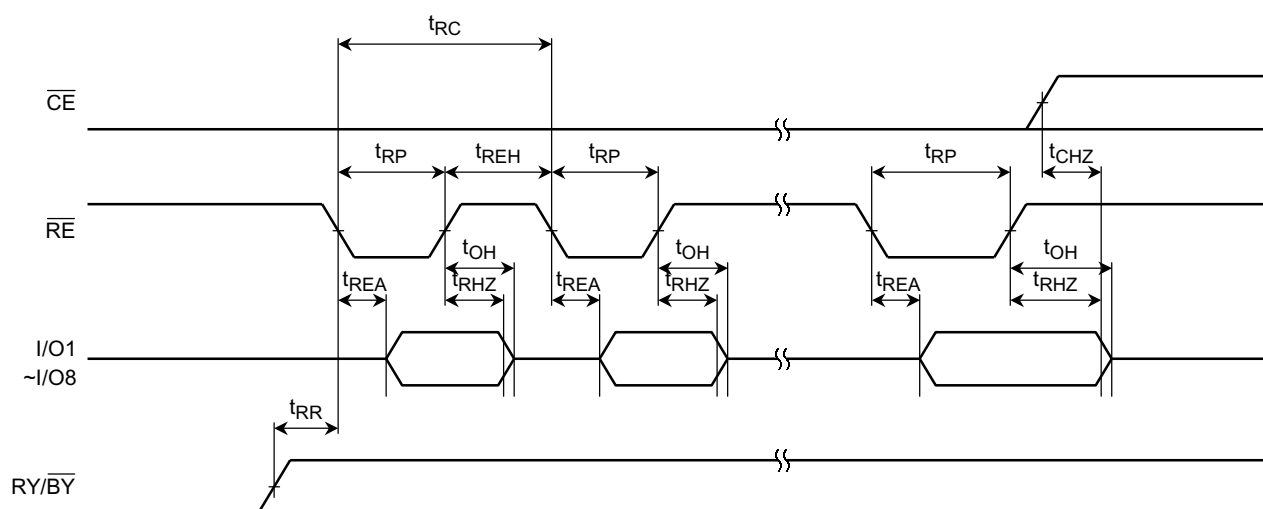 tRC
CE
tRP tREH tRP tRP tCHZ
RE
tOH tOH tOH
tREA tRHZ tREA tRHZ tREA tRHZ
I/O1
~I/O8
tRR
RY/BY